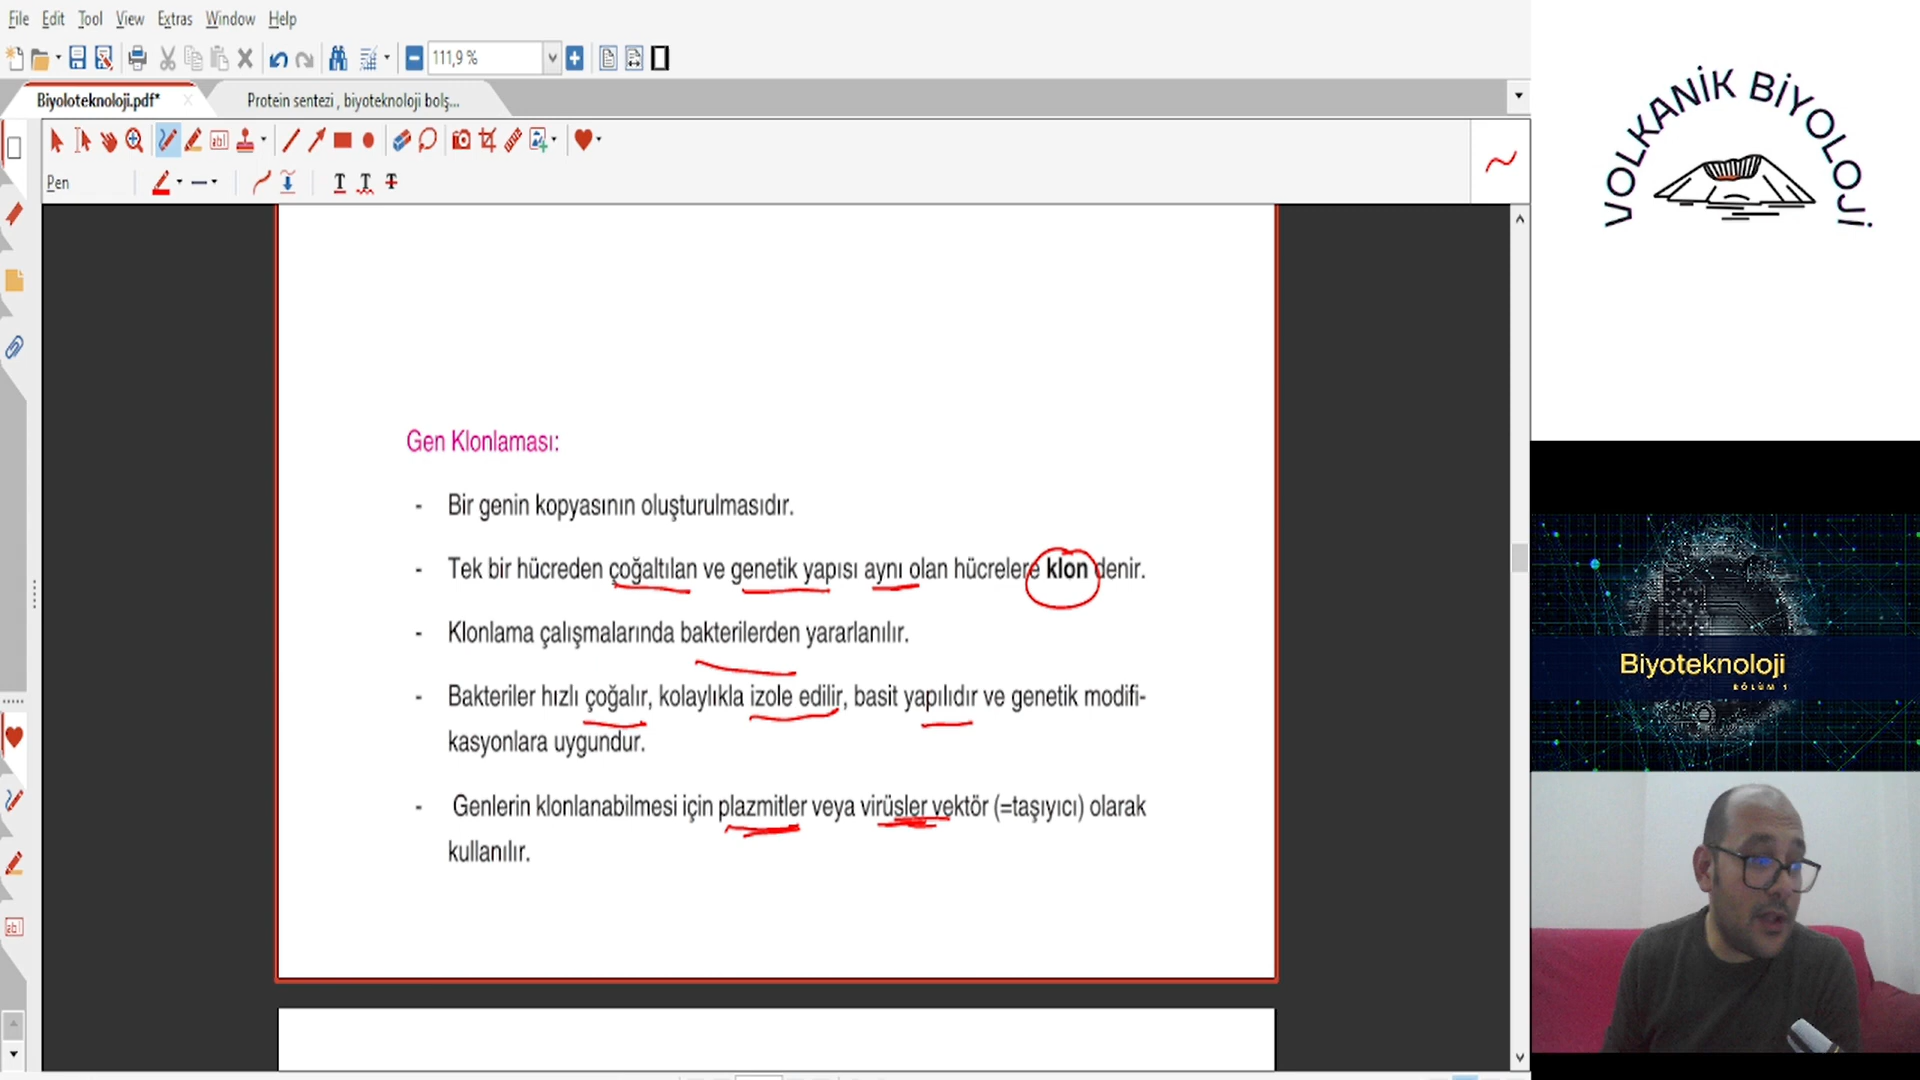 File Edit Tool View Extras Window Help
111,9 %
Biyoloteknoloji.pdf*
Protein sentezi , biyoteknoloji bolş...
Pen
Gen Klonlaması:
- Bir genin kopyasının oluşturulmasıdır.
- Tek bir hücreden çoğaltılan ve genetik yapısı aynı olan hücrelere klon denir.
- Klonlama çalışmalarında bakterilerden yararlanılır.
- Bakteriler hızlı çoğalır, kolaylıkla izole edilir, basit yapılıdır ve genetik modifi-
kasyonlara uygundur.
- Genlerin klonlanabilmesi için plazmitler veya virüsler vektör (=taşıyıcı) olarak
kullanılır.
VOLKANİK BİYOLOJİ
Biyoteknoloji
BÖLÜM 1